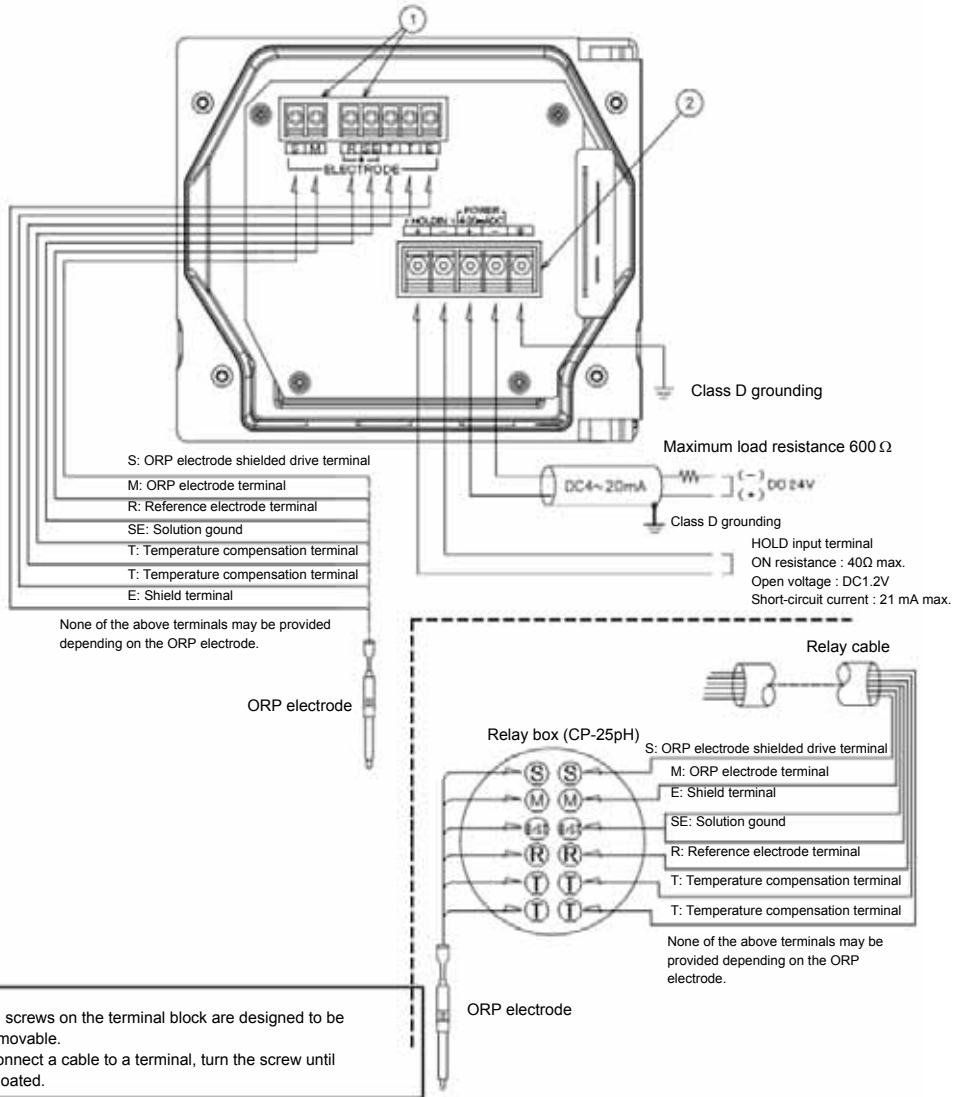 1
2
S M R SE T T E
ELECTRODE
POWER
HOLDIN 4-20mADC
+ − + −
Class D grounding
Maximum load resistance 600 Ω
DC4~20mA
(−)
(+)
DC 24V
Class D grounding
HOLD input terminal
ON resistance : 40Ω max.
Open voltage : DC1.2V
Short-circuit current : 21 mA max.
S: ORP electrode shielded drive terminal
M: ORP electrode terminal
R: Reference electrode terminal
SE: Solution gound
T: Temperature compensation terminal
T: Temperature compensation terminal
E: Shield terminal
None of the above terminals may be provided
depending on the ORP electrode.
ORP electrode
Relay cable
Relay box (CP-25pH)
S: ORP electrode shielded drive terminal
M: ORP electrode terminal
E: Shield terminal
SE: Solution gound
R: Reference electrode terminal
T: Temperature compensation terminal
T: Temperature compensation terminal
S S
M M
R R
T T
T T
None of the above terminals may be
provided depending on the ORP
electrode.
ORP electrode
screws on the terminal block are designed to be
movable.
onnect a cable to a terminal, turn the screw until
oated.